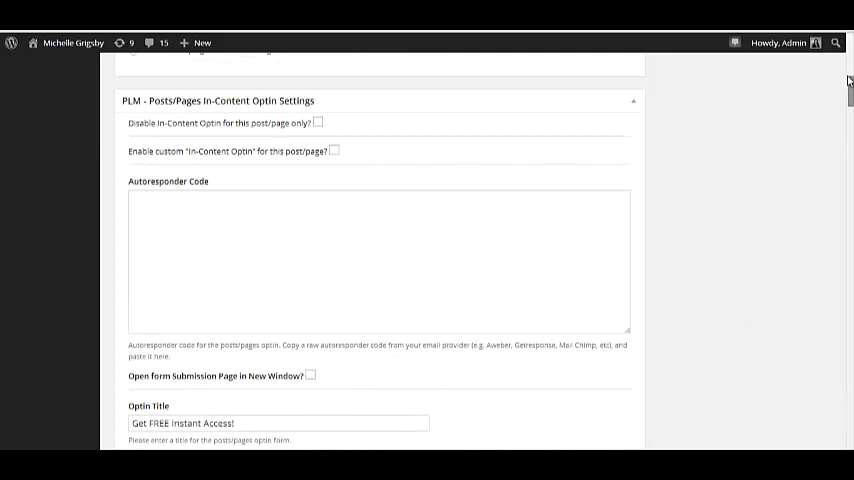 Michelle Grigsby 9 15 New Howdy, Admin
PLM - Posts/Pages In-Content Optin Settings
Disable In-Content Optin for this post/page only?
Enable custom "In-Content Optin" for this post/page?
Autoresponder Code
Autoresponder code for the posts/pages optin. Copy a raw autoresponder code from your email provider (e.g. Aweber, Getresponse, Mail Chimp, etc), and
paste it here.
Open form Submission Page in New Window?
Optin Title
Get FREE Instant Access!
Please enter a title for the posts/pages optin form.